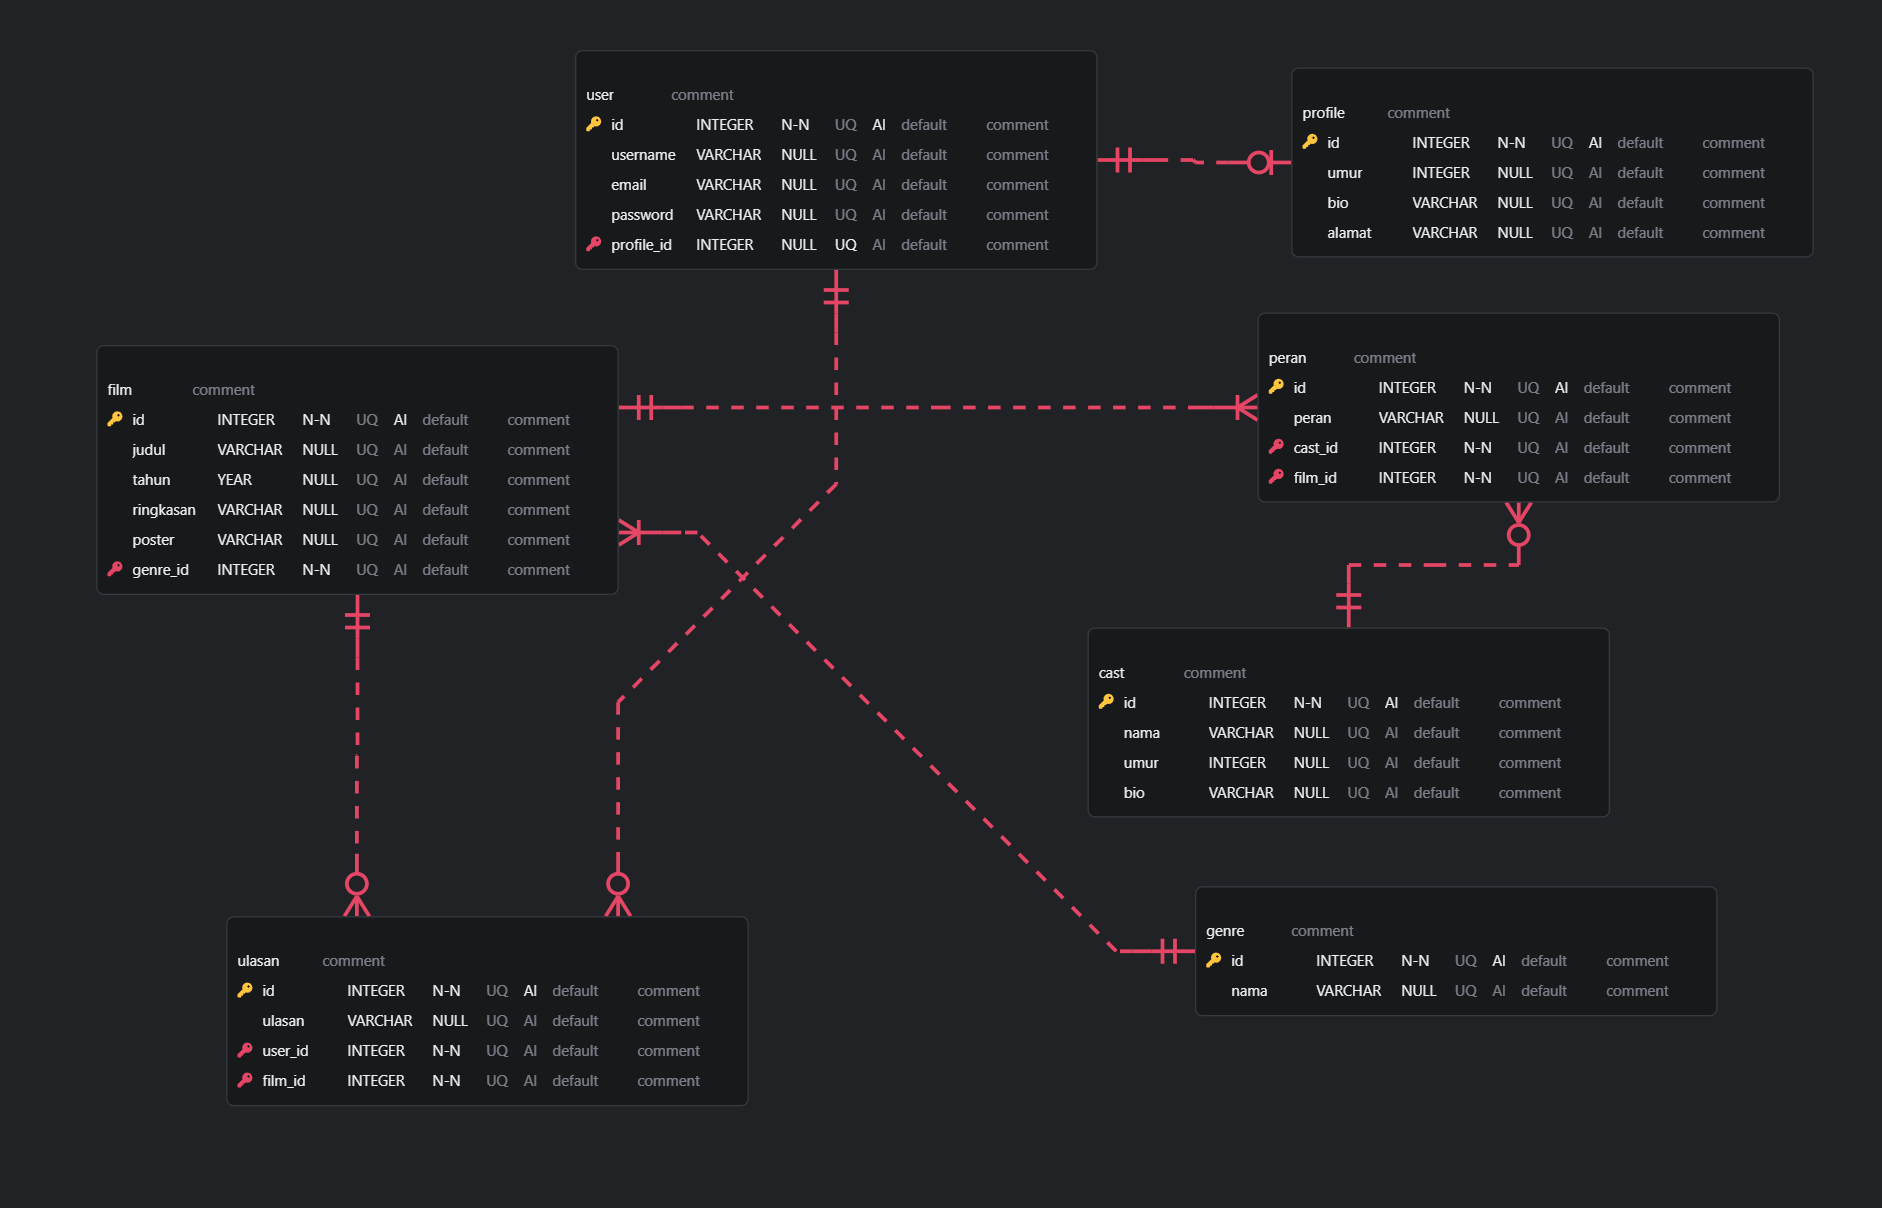 user comment
id INTEGER N-N UQ AI default comment
username VARCHAR NULL UQ AI default comment
email VARCHAR NULL UQ AI default comment
password VARCHAR NULL UQ AI default comment
profile_id INTEGER NULL UQ AI default comment
profile comment
id INTEGER N-N UQ AI default comment
umur INTEGER NULL UQ AI default comment
bio VARCHAR NULL UQ AI default comment
alamat VARCHAR NULL UQ AI default comment
film comment
id INTEGER N-N UQ AI default comment
judul VARCHAR NULL UQ AI default comment
tahun YEAR NULL UQ AI default comment
ringkasan VARCHAR NULL UQ AI default comment
poster VARCHAR NULL UQ AI default comment
genre_id INTEGER N-N UQ AI default comment
peran comment
id INTEGER N-N UQ AI default comment
peran VARCHAR NULL UQ AI default comment
cast_id INTEGER N-N UQ AI default comment
film_id INTEGER N-N UQ AI default comment
cast comment
id INTEGER N-N UQ AI default comment
nama VARCHAR NULL UQ AI default comment
umur INTEGER NULL UQ AI default comment
bio VARCHAR NULL UQ AI default comment
genre comment
id INTEGER N-N UQ AI default comment
nama VARCHAR NULL UQ AI default comment
ulasan comment
id INTEGER N-N UQ AI default comment
ulasan VARCHAR NULL UQ AI default comment
user_id INTEGER N-N UQ AI default comment
film_id INTEGER N-N UQ AI default comment